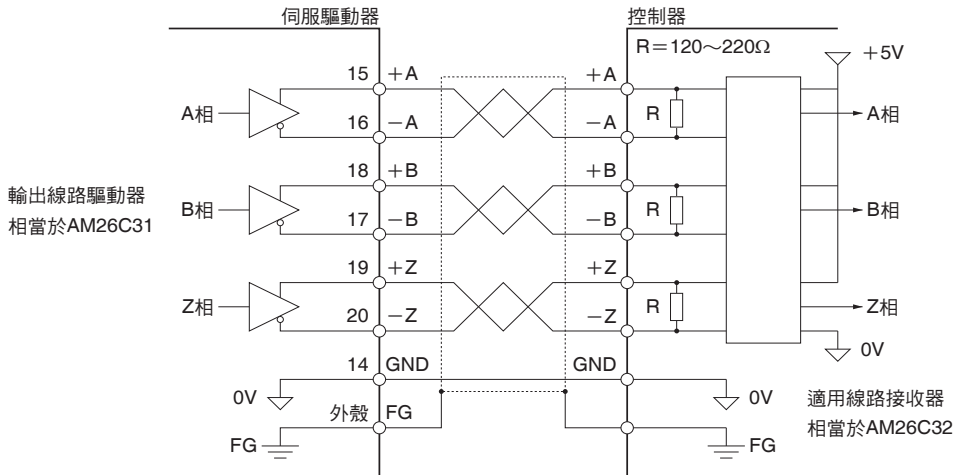 伺服驅動器
控制器
R=120～220Ω
+5V
15 +A
+A
A相
R
A相
16 −A
−A
18 +B
+B
輸出線路驅動器
相當於AM26C31
B相
R
B相
17 −B
−B
19 +Z
+Z
Z相
R
Z相
20 −Z
−Z
0V
14 GND
GND
0V
0V
適用線路接收器
相當於AM26C32
外殼 FG
FG
FG